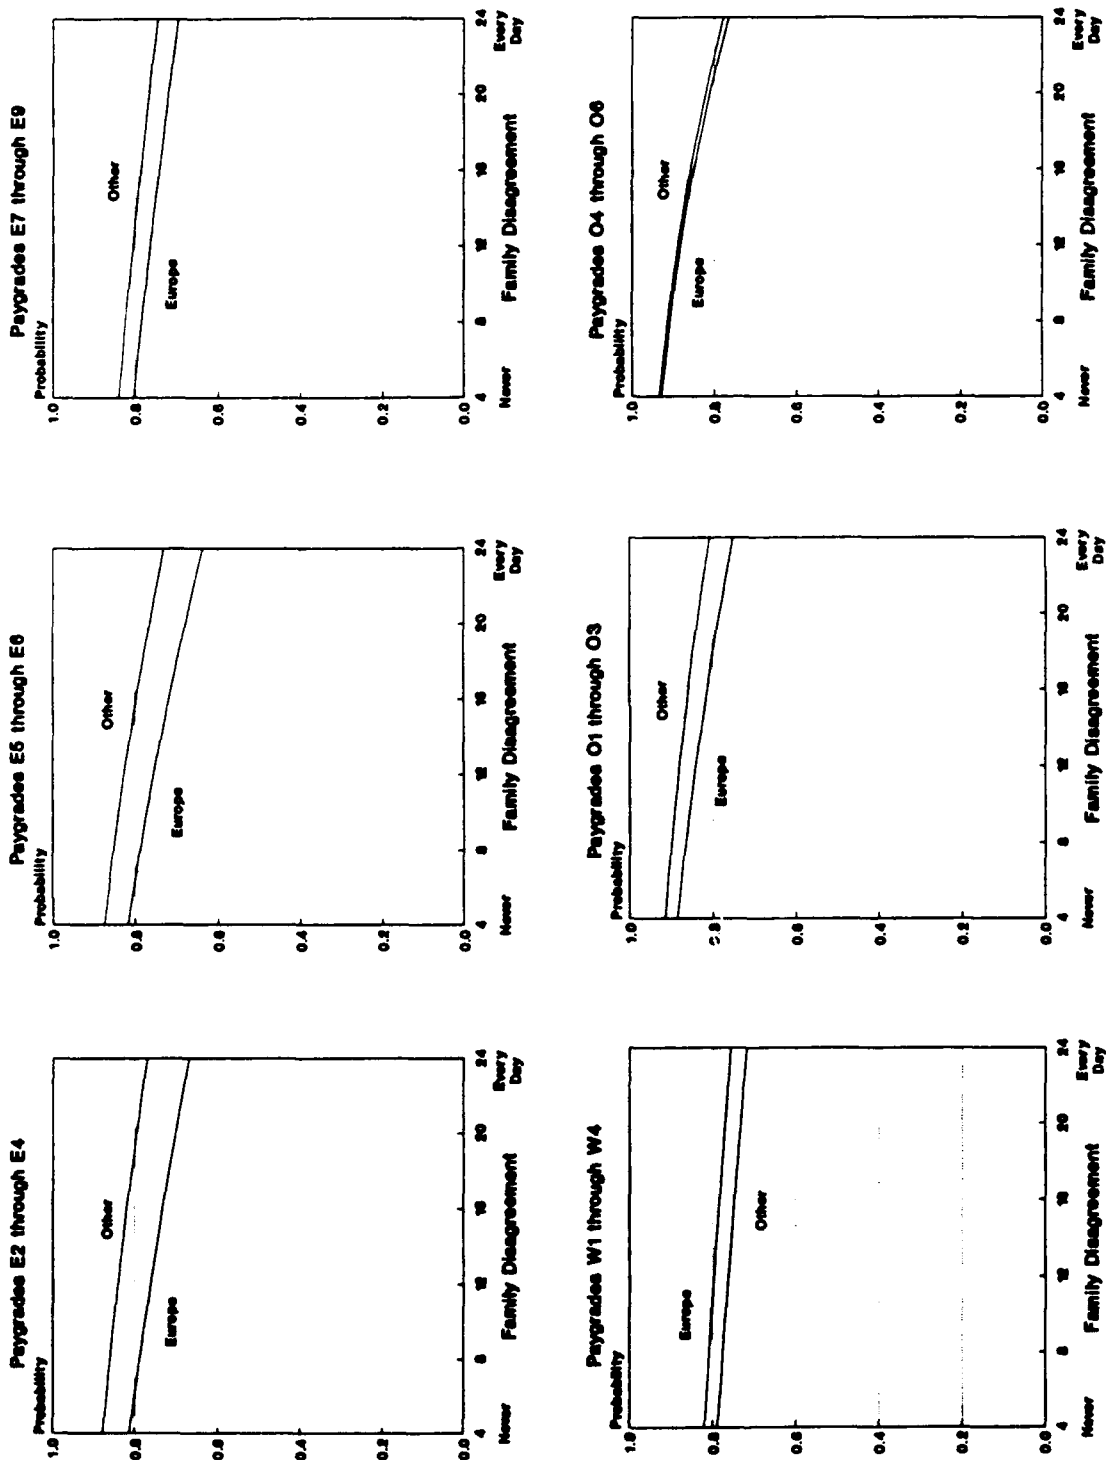 Paygrades E2 through E4
Probability
1.0
0.8
0.6
0.4
0.2
0.0
Other
Europe
4 8 12 16 20 24
Never Family Disagreement Every Day
Paygrades E5 through E6
Probability
1.0
0.8
0.6
0.4
0.2
0.0
Other
Europe
4 8 12 16 20 24
Never Family Disagreement Every Day
Paygrades E7 through E9
Probability
1.0
0.8
0.6
0.4
0.2
0.0
Other
Europe
4 8 12 16 20 24
Never Family Disagreement Every Day
Paygrades W1 through W4
Probability
1.0
0.8
0.6
0.4
0.2
0.0
Europe
Other
4 8 12 16 20 24
Never Family Disagreement Every Day
Paygrades O1 through O3
Probability
1.0
0.8
0.6
0.4
0.2
0.0
Other
Europe
4 8 12 16 20 24
Never Family Disagreement Every Day
Paygrades O4 through O6
Probability
1.0
0.8
0.6
0.4
0.2
0.0
Other
Europe
4 8 12 16 20 24
Never Family Disagreement Every Day